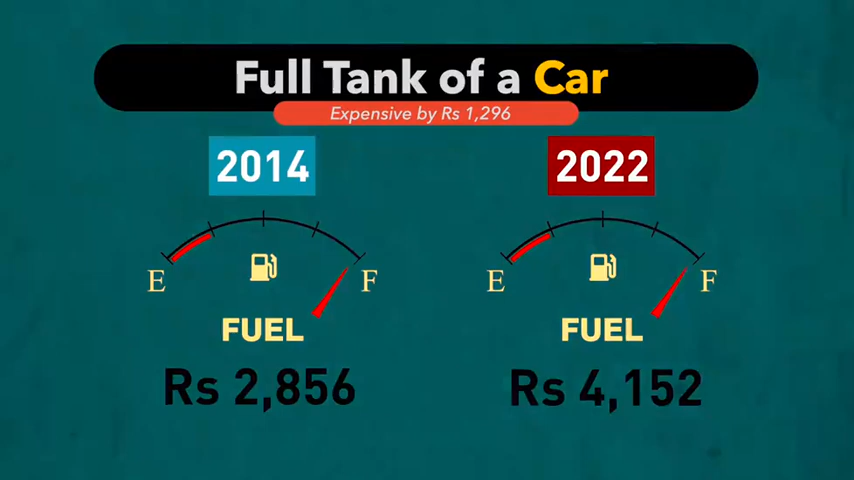 Full Tank of a Car
Expensive by Rs 1,296
2014
2022
E F
E F
FUEL
FUEL
Rs 2,856
Rs 4,152